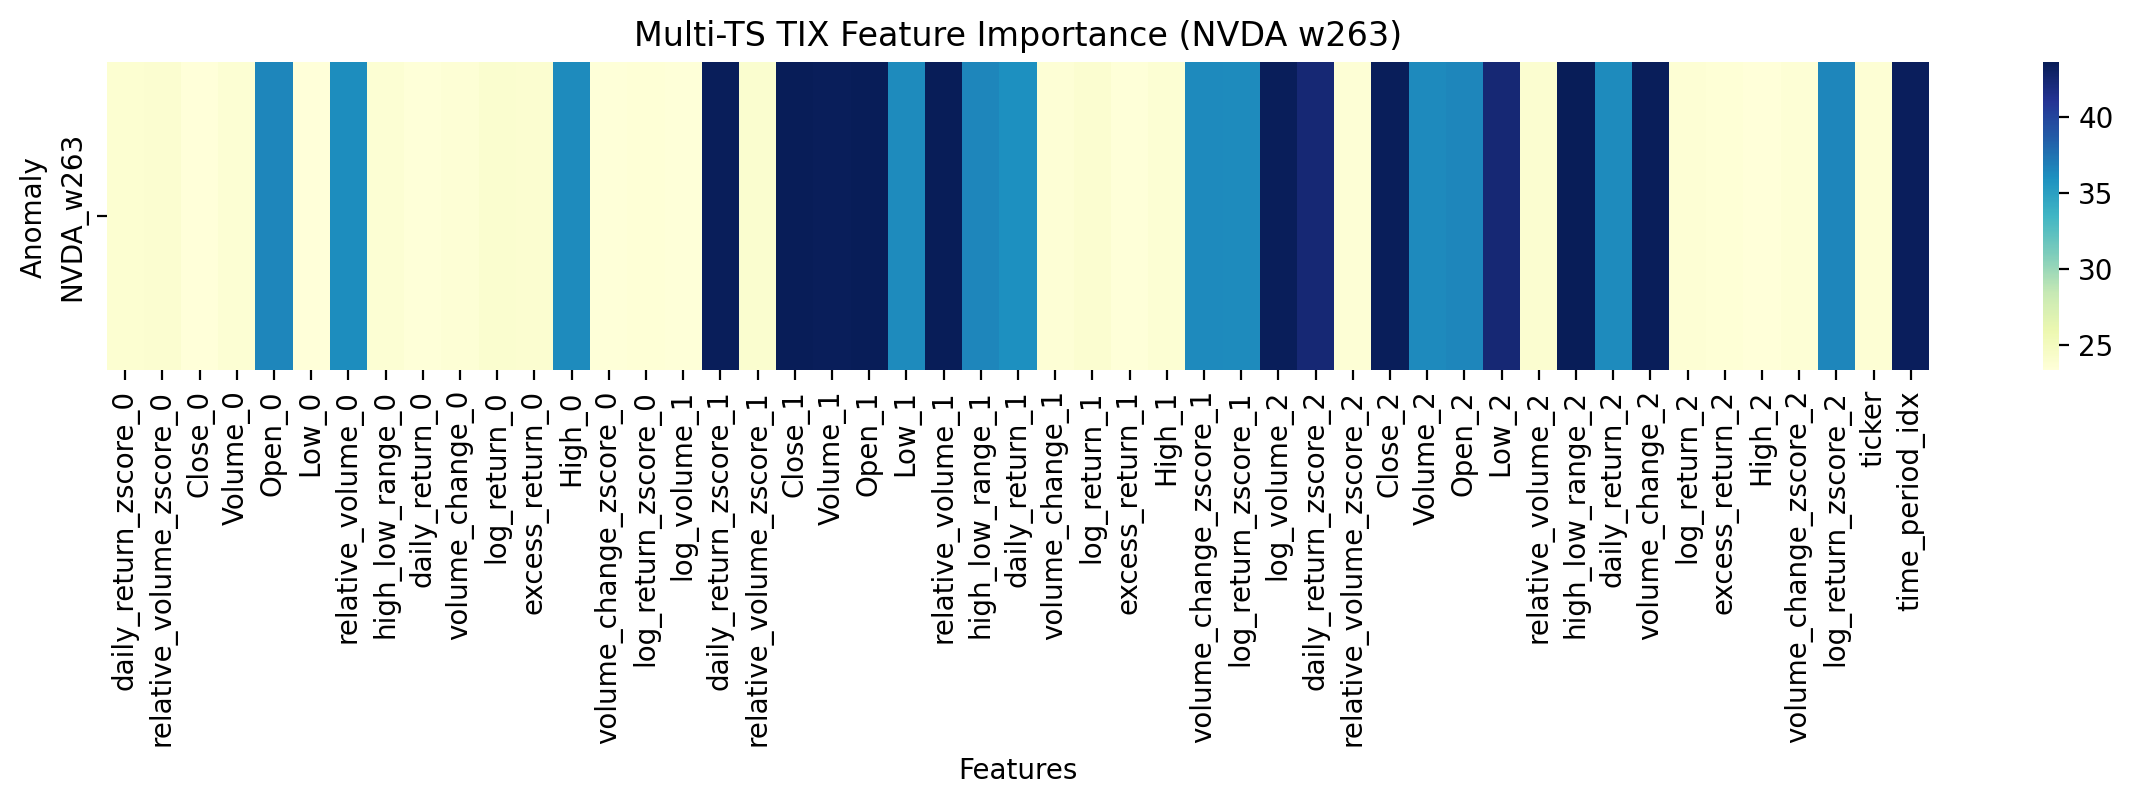 Multi-TS TIX Feature Importance (NVDA w263)
Anomaly
NVDA_w263
daily_return_zscore_0
relative_volume_zscore_0
Close_0
Volume_0
Open_0
Low_0
relative_volume_0
high_low_range_0
daily_return_0
volume_change_0
log_return_0
excess_return_0
High_0
volume_change_zscore_0
log_return_zscore_0
log_volume_1
daily_return_zscore_1
relative_volume_zscore_1
Close_1
Volume_1
Open_1
Low_1
relative_volume_1
high_low_range_1
daily_return_1
volume_change_1
log_return_1
excess_return_1
High_1
volume_change_zscore_1
log_return_zscore_1
log_volume_2
daily_return_zscore_2
relative_volume_zscore_2
Close_2
Volume_2
Open_2
Low_2
relative_volume_2
high_low_range_2
daily_return_2
volume_change_2
log_return_2
excess_return_2
High_2
volume_change_zscore_2
log_return_zscore_2
ticker
time_period_idx
Features
40
35
30
25